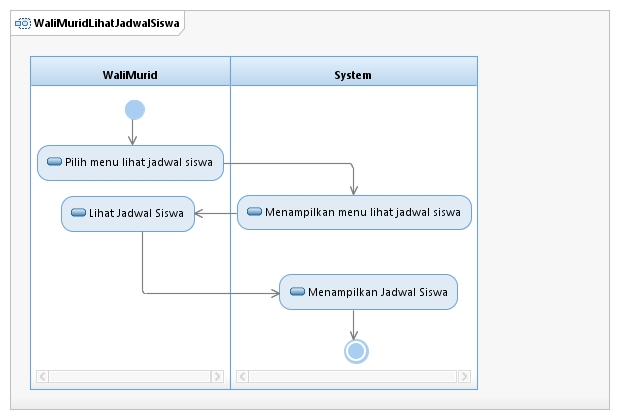 WaliMuridLihatJadwalSiswa
WaliMurid
System
Pilih menu lihat jadwal siswa
Menampilkan menu lihat jadwal siswa
Lihat Jadwal Siswa
Menampilkan Jadwal Siswa